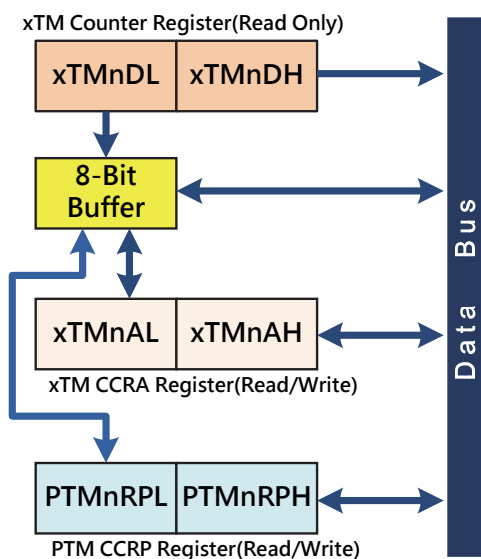 xTM Counter Register(Read Only)
xTMnDL xTMnDH
8-Bit
Buffer
xTMnAL xTMnAH
xTM CCRA Register(Read/Write)
PTMnRPL PTMnRPH
PTM CCRP Register(Read/Write)
Data Bus